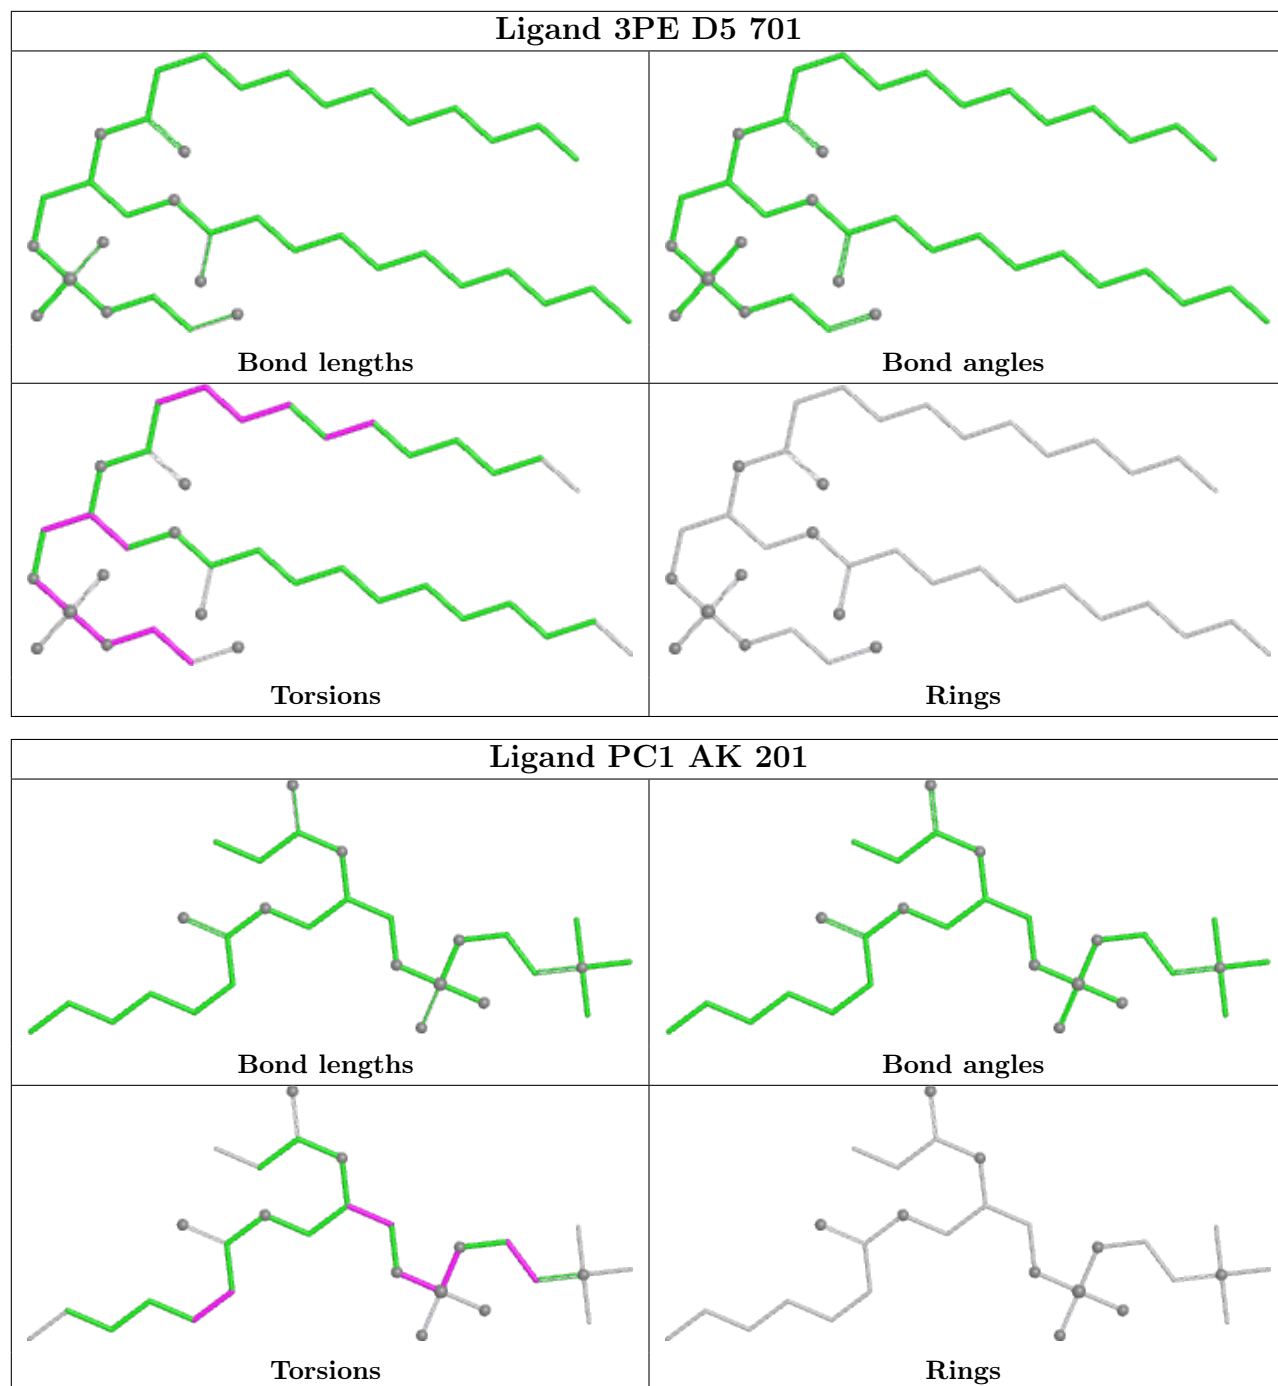 Ligand 3PE D5 701
Bond lengths
Bond angles
Torsions
Rings
Ligand PC1 AK 201
Bond lengths
Bond angles
Torsions
Rings